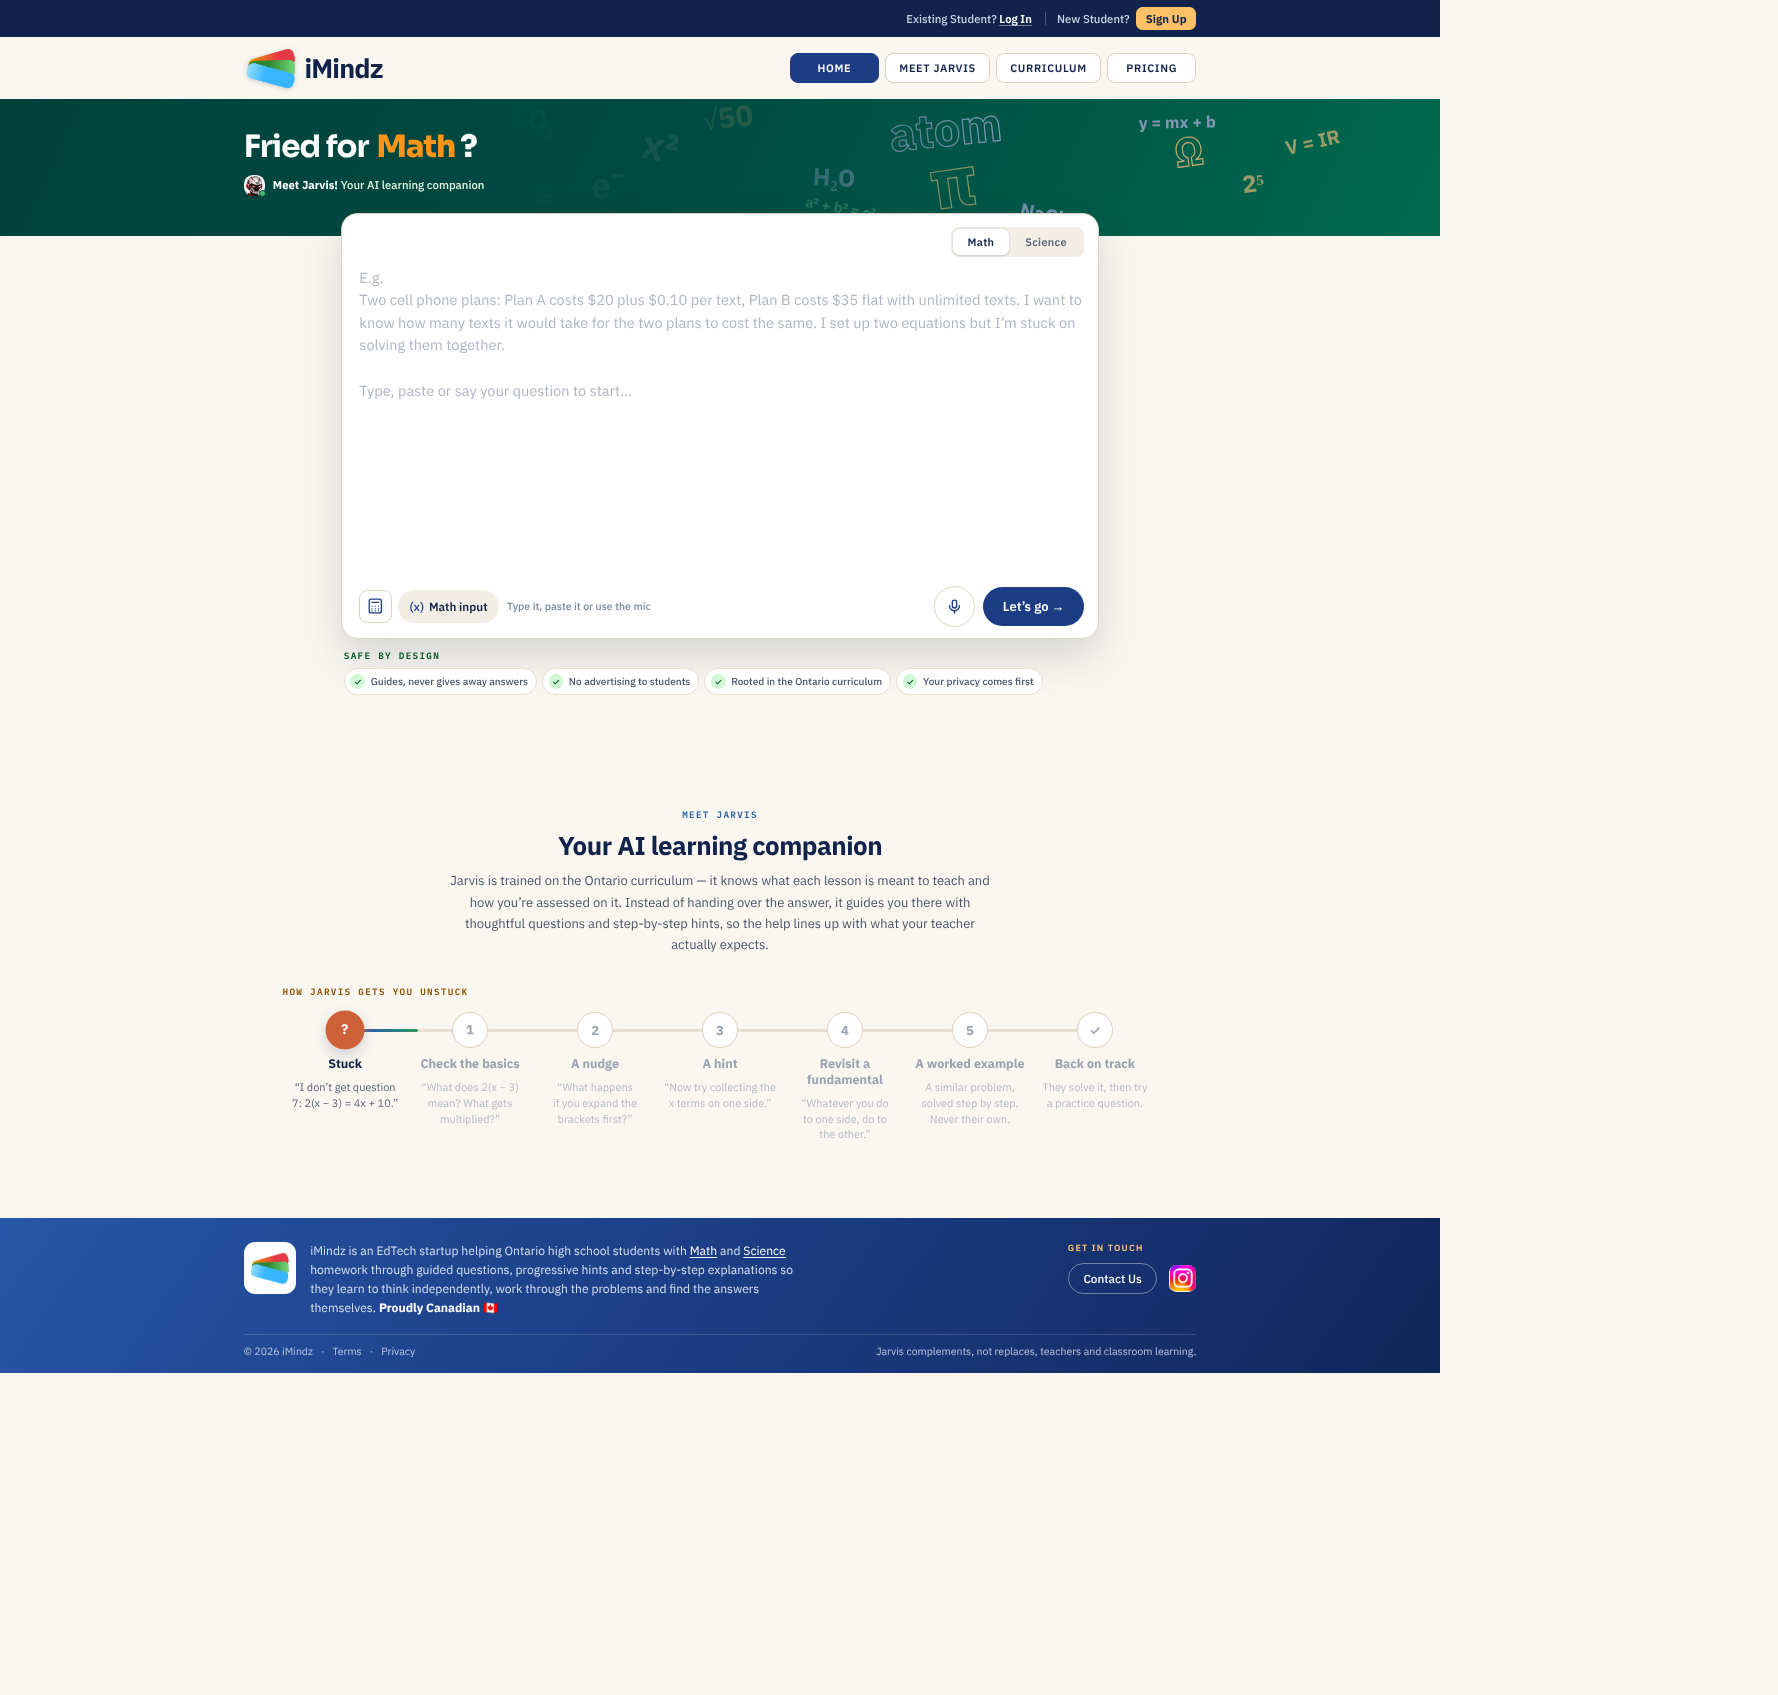 Existing Student? Log In New Student? Sign Up
iMindz
HOME MEET JARVIS CURRICULUM PRICING
√50
atom
y = mx + b
V = IR
x²
Ω
Fried for Math ?
H₂O
π
2⁵
e⁻
Meet Jarvis! Your AI learning companion
a² + b² = c²
Math Science
E.g.
Two cell phone plans: Plan A costs $20 plus $0.10 per text, Plan B costs $35 flat with unlimited texts. I want to
know how many texts it would take for the two plans to cost the same. I set up two equations but I’m stuck on
solving them together.
Type, paste or say your question to start...
(x) Math input Type it, paste it or use the mic Let’s go →
SAFE BY DESIGN
Guides, never gives away answers No advertising to students Rooted in the Ontario curriculum Your privacy comes first
MEET JARVIS
Your AI learning companion
Jarvis is trained on the Ontario curriculum — it knows what each lesson is meant to teach and
how you’re assessed on it. Instead of handing over the answer, it guides you there with
thoughtful questions and step-by-step hints, so the help lines up with what your teacher
actually expects.
HOW JARVIS GETS YOU UNSTUCK
?
Stuck
“I don’t get question
7: 2(x − 3) = 4x + 10.”
1
Check the basics
“What does 2(x − 3)
mean? What gets
multiplied?”
2
A nudge
“What happens
if you expand the
brackets first?”
3
A hint
“Now try collecting the
x terms on one side.”
4
Revisit a
fundamental
“Whatever you do
to one side, do to
the other.”
5
A worked example
A similar problem,
solved step by step.
Never their own.
Back on track
They solve it, then try
a practice question.
iMindz is an EdTech startup helping Ontario high school students with Math and Science
homework through guided questions, progressive hints and step-by-step explanations so
they learn to think independently, work through the problems and find the answers
themselves. Proudly Canadian
GET IN TOUCH
Contact Us
© 2026 iMindz · Terms · Privacy
Jarvis complements, not replaces, teachers and classroom learning.